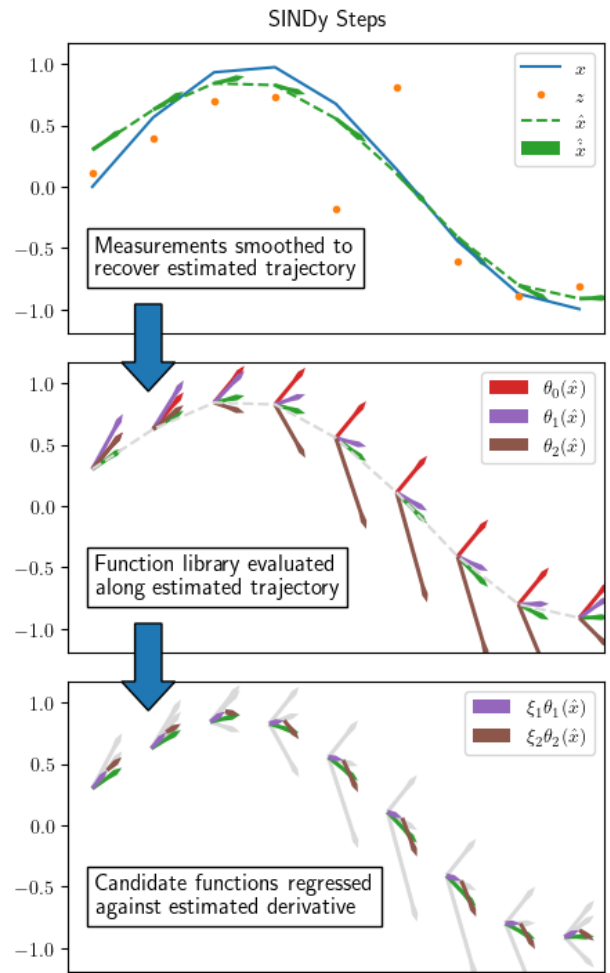 SINDy Steps
1.0
0.5
0.0
−0.5
−1.0
x
z
x̂
x̂̇
Measurements smoothed to
recover estimated trajectory
1.0
0.5
0.0
−0.5
−1.0
θ₀(x̂)
θ₁(x̂)
θ₂(x̂)
Function library evaluated
along estimated trajectory
1.0
0.5
0.0
−0.5
−1.0
ξ₁θ₁(x̂)
ξ₂θ₂(x̂)
Candidate functions regressed
against estimated derivative